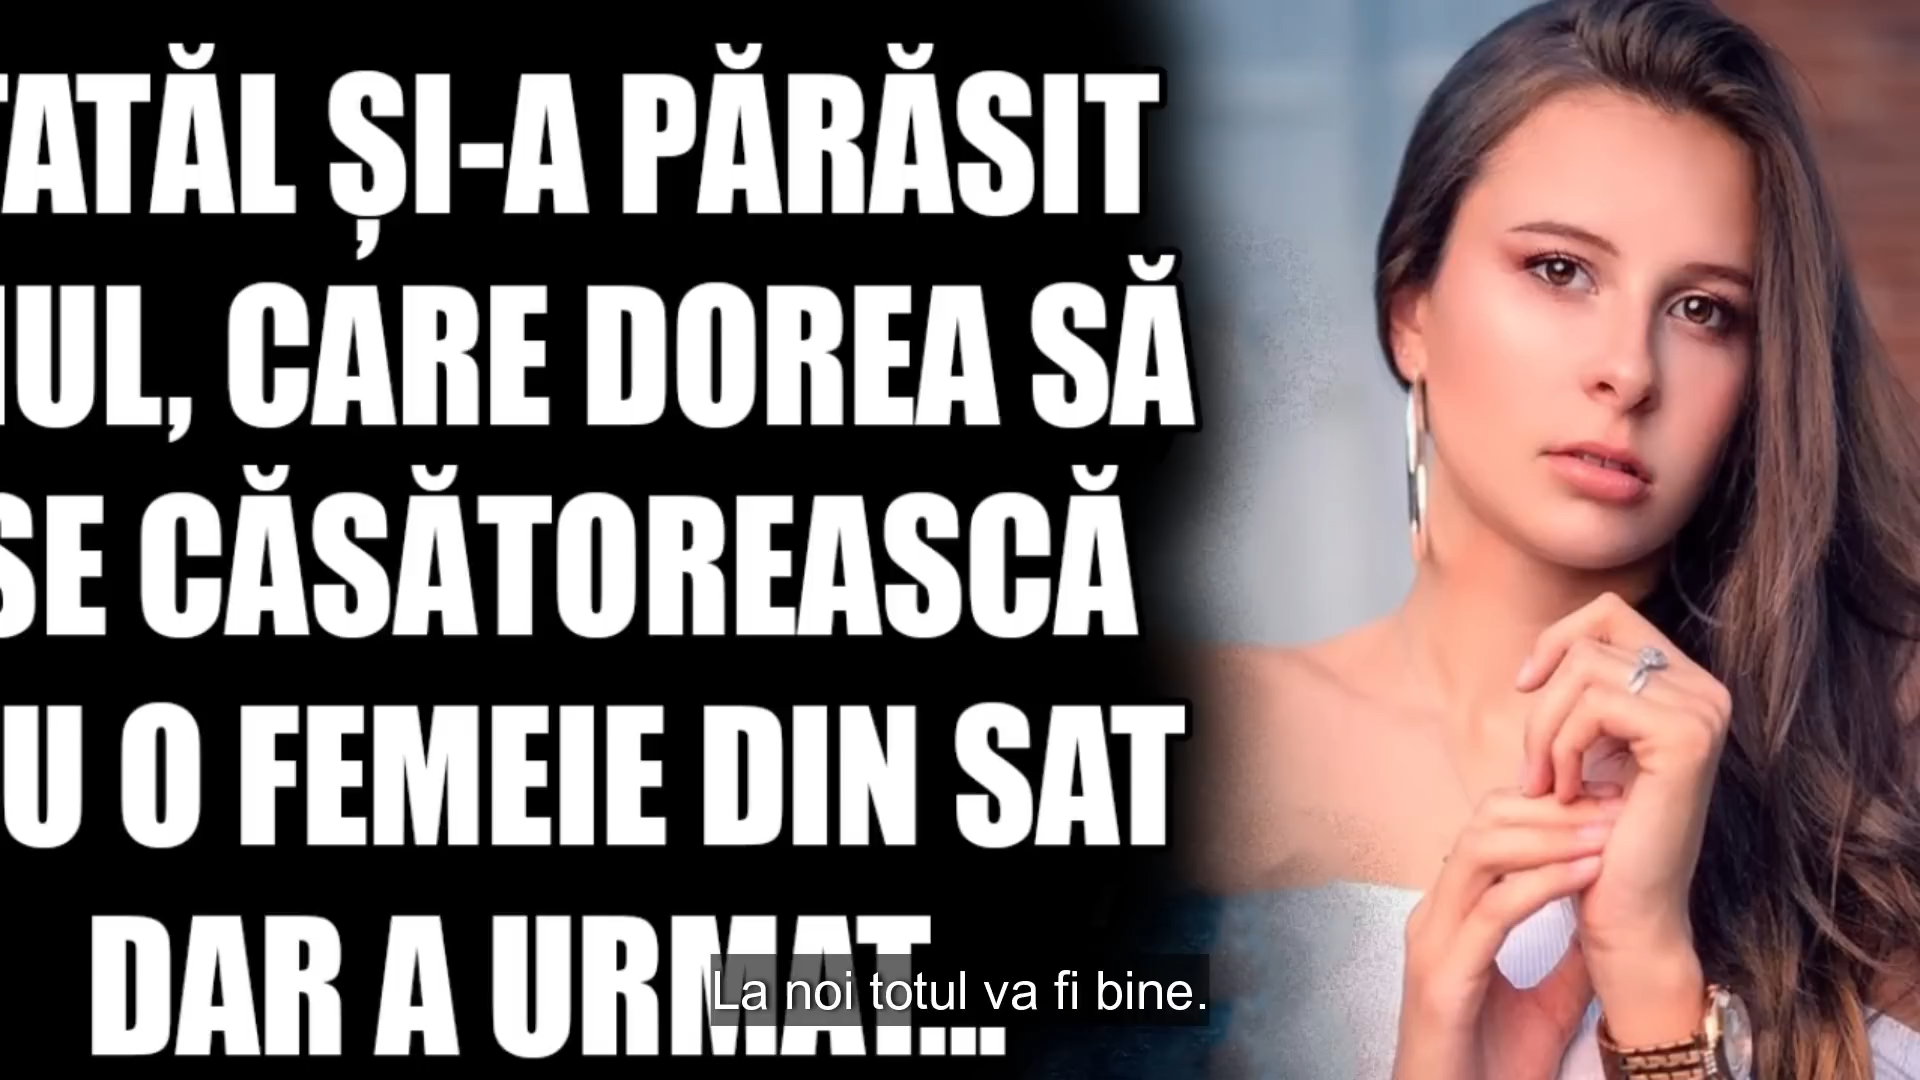 TATĂL ȘI-A PĂRĂSIT
IUL, CARE DOREA SĂ
SE CĂSĂTOREASCĂ
U O FEMEIE DIN SAT
DAR A URMAT...
La noi totul va fi bine.